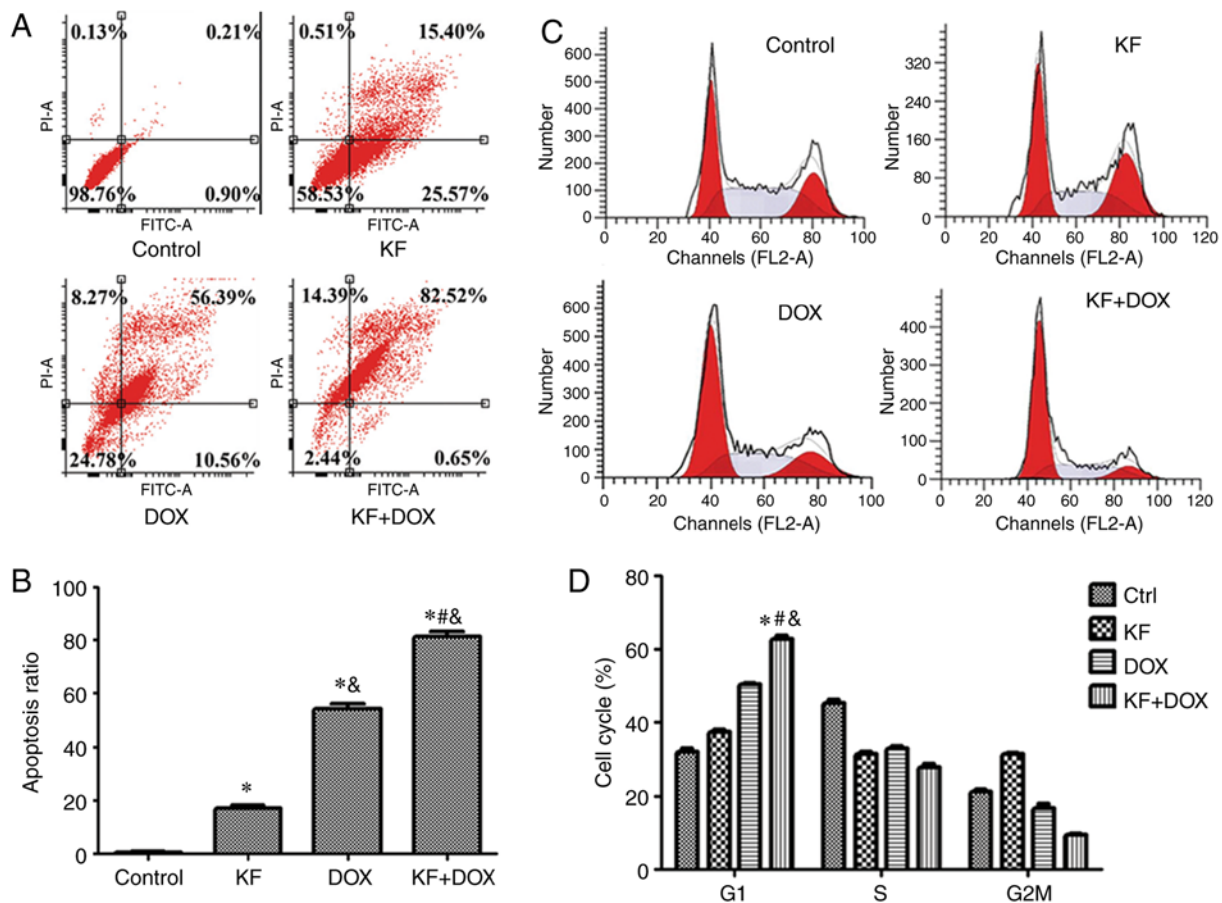 A
0.13% 0.21%
98.76% 0.90%
PI-A
FITC-A
Control
0.51% 15.40%
58.53% 25.57%
PI-A
FITC-A
KF
8.27% 56.39%
24.78% 10.56%
PI-A
FITC-A
DOX
14.39% 82.52%
2.44% 0.65%
PI-A
FITC-A
KF+DOX
C
Control
600
500
400
300
200
100
0
Number
0 20 40 60 80 100
Channels (FL2-A)
KF
320
240
160
80
0
Number
0 20 40 60 80 100 120
Channels (FL2-A)
DOX
600
500
400
300
200
100
0
Number
0 20 40 60 80 100
Channels (FL2-A)
KF+DOX
400
300
200
100
0
Number
0 20 40 60 80 100 120
Channels (FL2-A)
B
100
80
60
40
20
0
Apoptosis ratio
*
*&
*#&
Control KF DOX KF+DOX
D
80
60
40
20
0
Cell cycle (%)
*#&
G1 S G2M
Ctrl
KF
DOX
KF+DOX